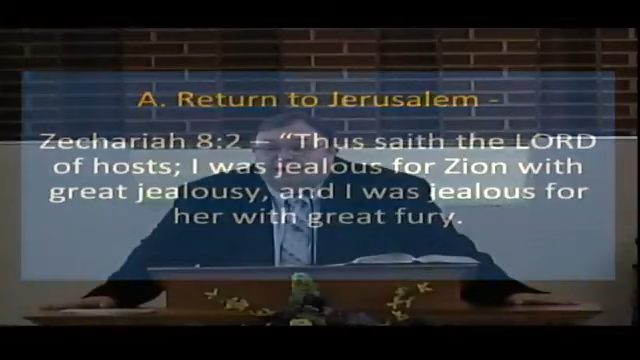 A. Return to Jerusalem -
Zechariah 8:2 – “Thus saith the LORD
of hosts; I was jealous for Zion with
great jealousy, and I was jealous for
her with great fury.